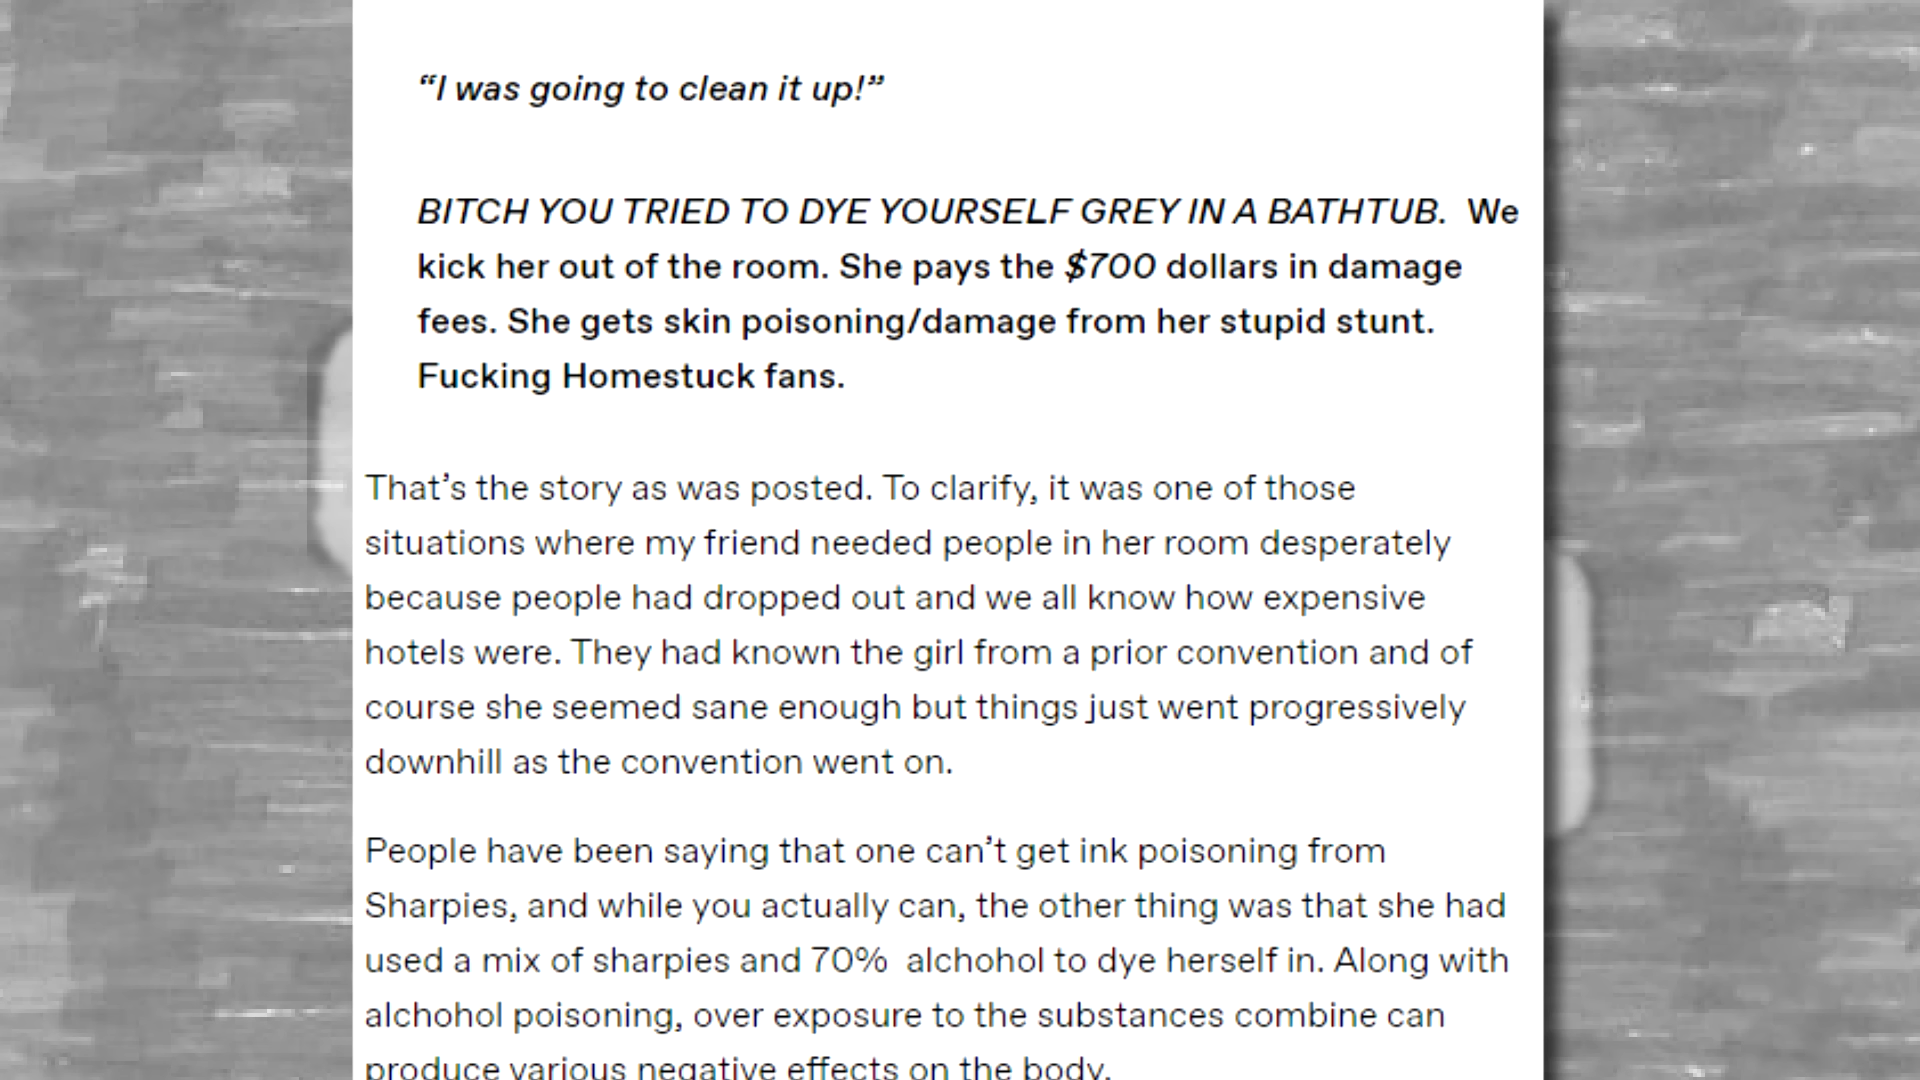 “I was going to clean it up!”
BITCH YOU TRIED TO DYE YOURSELF GREY IN A BATHTUB.  We
kick her out of the room. She pays the $700 dollars in damage
fees. She gets skin poisoning/damage from her stupid stunt.
Fucking Homestuck fans.
That’s the story as was posted. To clarify, it was one of those
situations where my friend needed people in her room desperately
because people had dropped out and we all know how expensive
hotels were. They had known the girl from a prior convention and of
course she seemed sane enough but things just went progressively
downhill as the convention went on.
People have been saying that one can’t get ink poisoning from
Sharpies, and while you actually can, the other thing was that she had
used a mix of sharpies and 70%  alchohol to dye herself in. Along with
alchohol poisoning, over exposure to the substances combine can
produce various negative effects on the body.